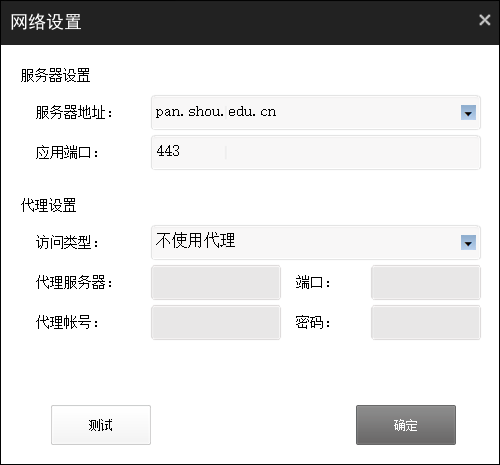 网络设置
服务器设置
服务器地址： pan.shou.edu.cn
应用端口： 443
代理设置
访问类型： 不使用代理
代理服务器： 端口：
代理帐号： 密码：
测试 确定